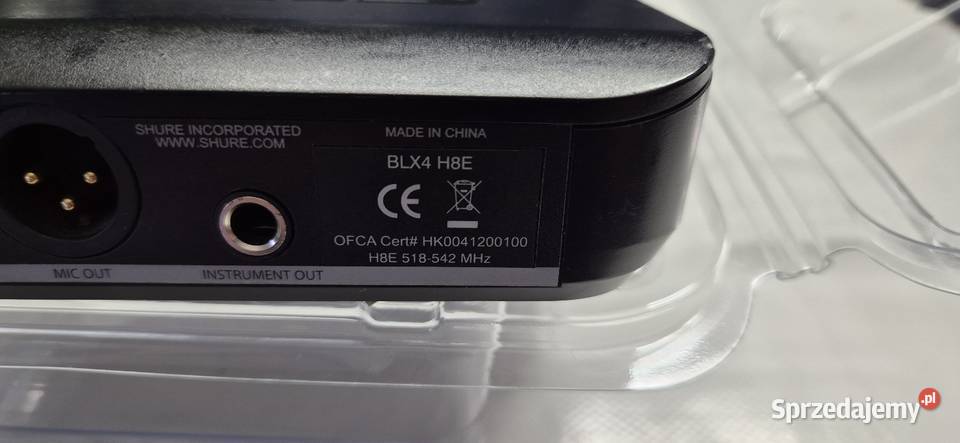 SHURE INCORPORATED
WWW.SHURE.COM
MADE IN CHINA
BLX4 H8E
CE
OFCA Cert# HK0041200100
H8E 518-542 MHz
MIC OUT
INSTRUMENT OUT
Sprzedajemy.pl